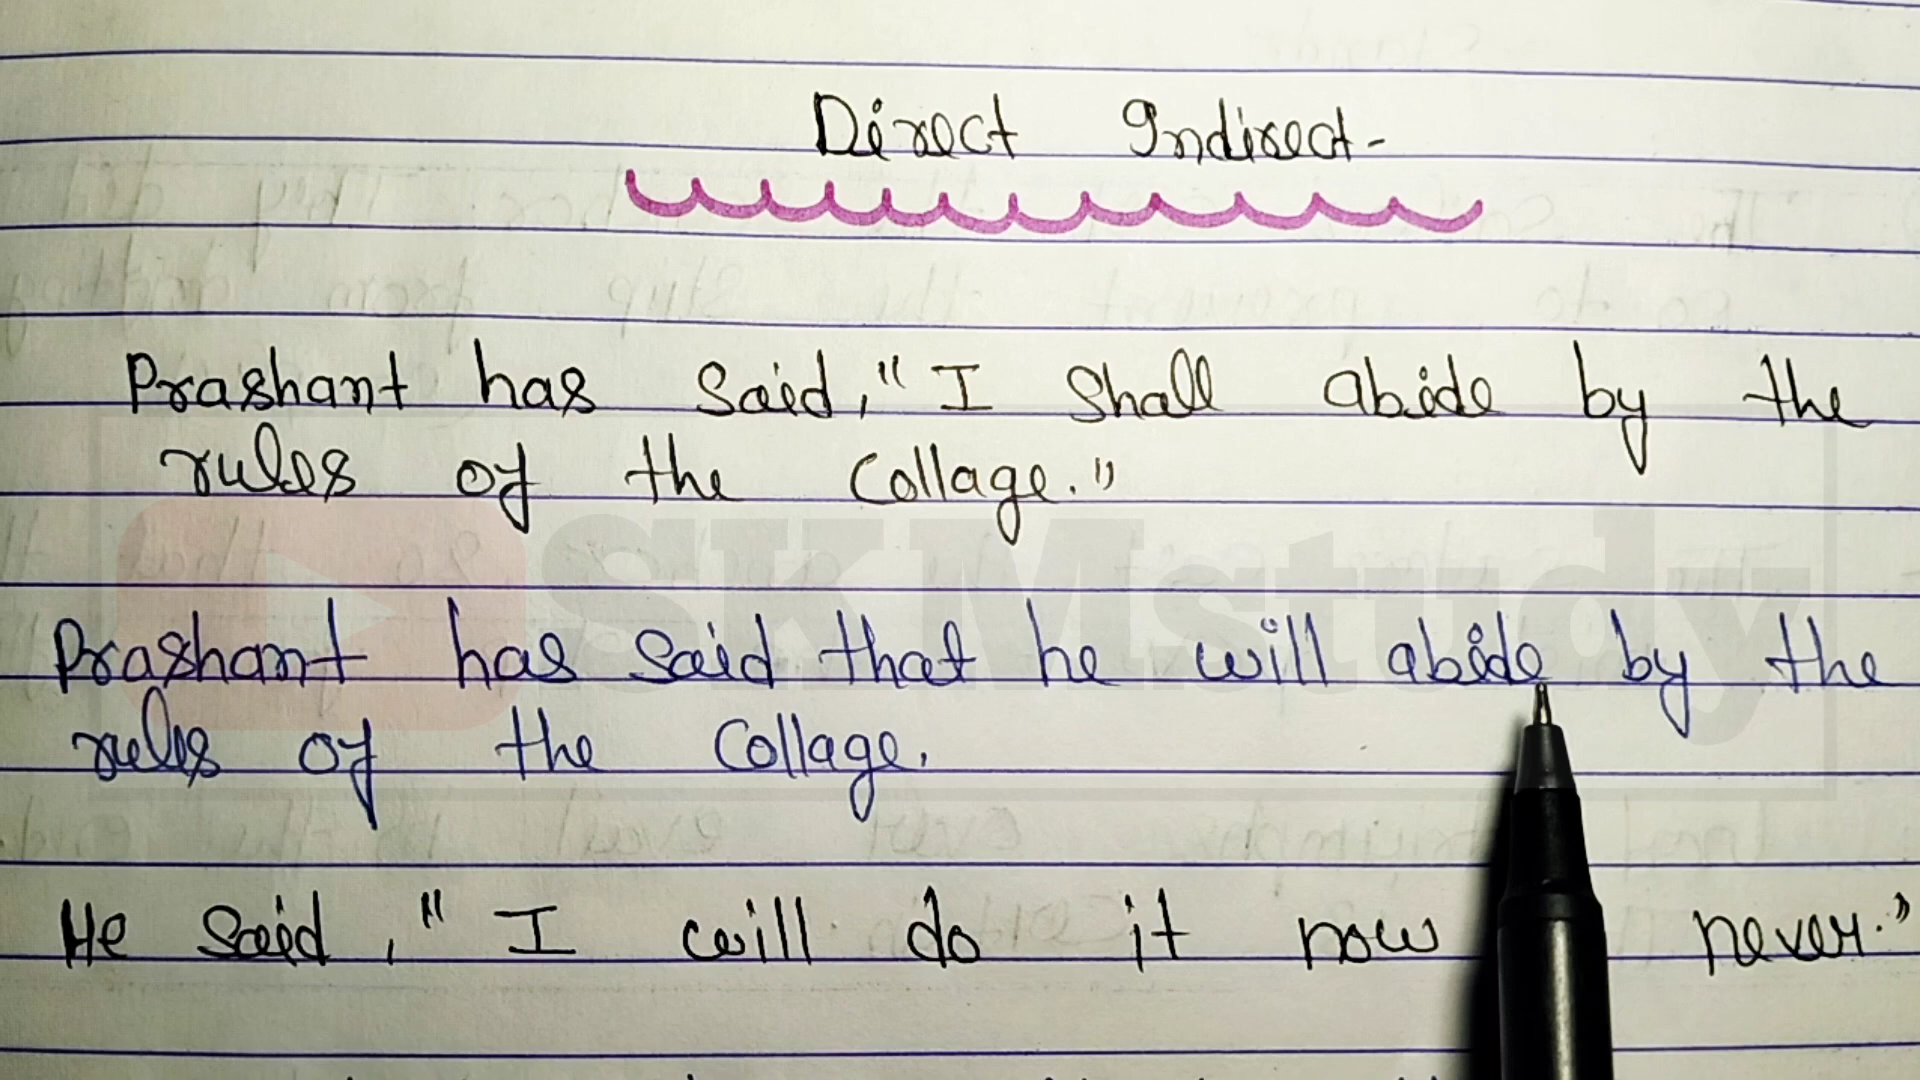 Direct Indirect-
Prashant has said, "I shall abide by the
rules of the Collage."
SKMstudy
Prashant has said that he will abide by the
rules of the Collage.
He said, "I will do it now never."